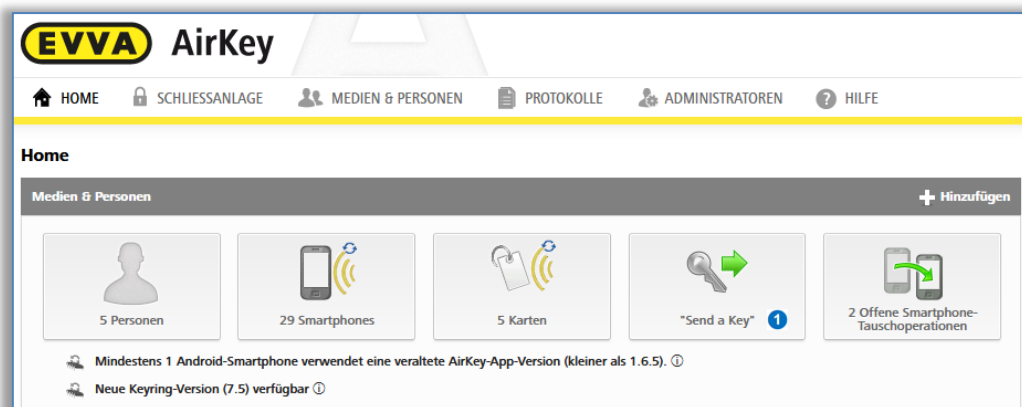 EVVA AirKey
HOME SCHLIESSANLAGE MEDIEN & PERSONEN PROTOKOLLE ADMINISTRATOREN ? HILFE
Home
Medien & Personen Hinzufügen
5 Personen 29 Smartphones 5 Karten "Send a Key" 1 2 Offene Smartphone-
Tauschoperationen
Mindestens 1 Android-Smartphone verwendet eine veraltete AirKey-App-Version (kleiner als 1.6.5). ⓘ
Neue Keyring-Version (7.5) verfügbar ⓘ